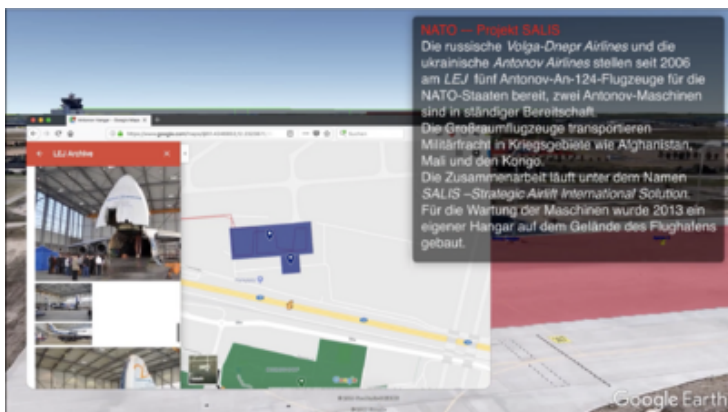 NATO — Projekt SALIS
Die russische Volga-Dnepr Airlines und die
ukrainische Antonov Airlines stellen seit 2006
am LEJ fünf Antonov-An-124-Flugzeuge für die
NATO-Staaten bereit, zwei Antonov-Maschinen
sind in ständiger Bereitschaft.
Die Großraumflugzeuge transportieren
Militärfracht in Kriegsgebiete wie Afghanistan,
Mali und den Kongo.
Die Zusammenarbeit läuft unter dem Namen
SALIS –Strategic Airlift International Solution.
Für die Wartung der Maschinen wurde 2013 ein
eigener Hangar auf dem Gelände des Flughafens
gebaut.
LEJ Archive
Google
Google Earth